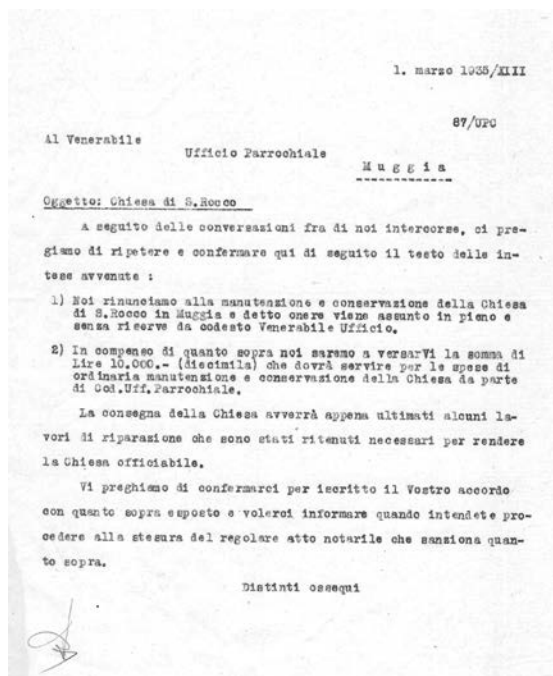 1. marzo 1935/XIII
87/UPC
Al Venerabile
Ufficio Parrochiale
M u g g i a
Oggetto: Chiesa di S.Rocco
A seguito delle conversazioni fra di noi intercorse, ci pre-
giamo di ripetere e confermare qui di seguito il testo delle in-
tese avvenute :
1) Noi rinunciamo alla manutenzione e conservazione della Chiesa
di S.Rocco in Muggia e detto onere viene assunto in pieno e
senza riserve da codesto Venerabile Ufficio.
2) In compenso di quanto sopra noi saremo a versarVi la somma di
Lire 10.000.- (diecimila) che dovrà servire per le spese di
ordinaria manutenzione e conservazione della Chiesa da parte
di Cod.Uff.Parrochiale.
La consegna della Chiesa avverrà appena ultimati alcuni la-
vori di riparazione che sono stati ritenuti necessari per rendere
la Chiesa officiabile.
Vi preghiamo di confermarci per iscritto il Vostro accordo
con quanto sopra esposto e volerci informare quando intendete pro-
cedere alla stesura del regolare atto notarile che sanziona quan-
to sopra.
Distinti ossequi